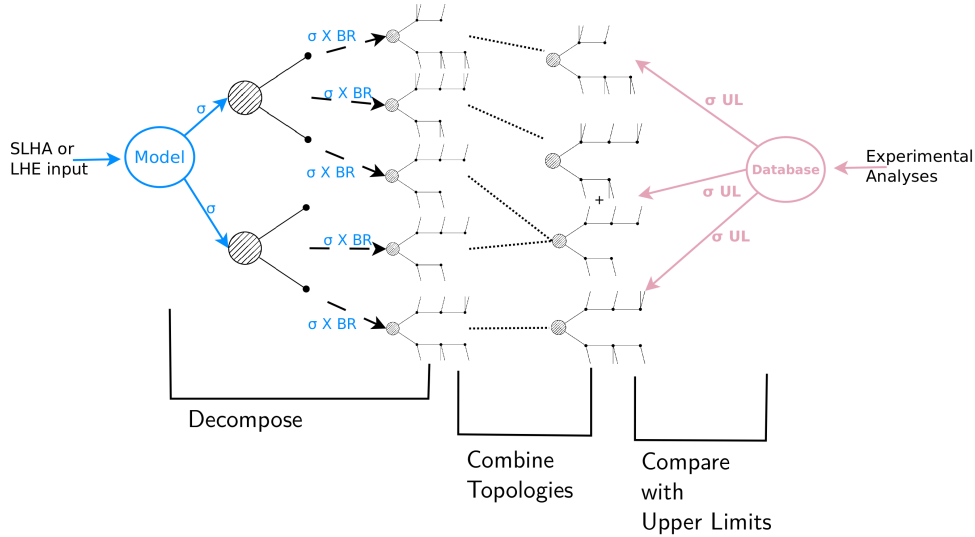 SLHA or
LHE input
Model
σ
σ
σ X BR
σ X BR
σ X BR
σ X BR
σ X BR
+
σ UL
σ UL
σ UL
Database
Experimental
Analyses
Decompose
Combine
Topologies
Compare
with
Upper Limits